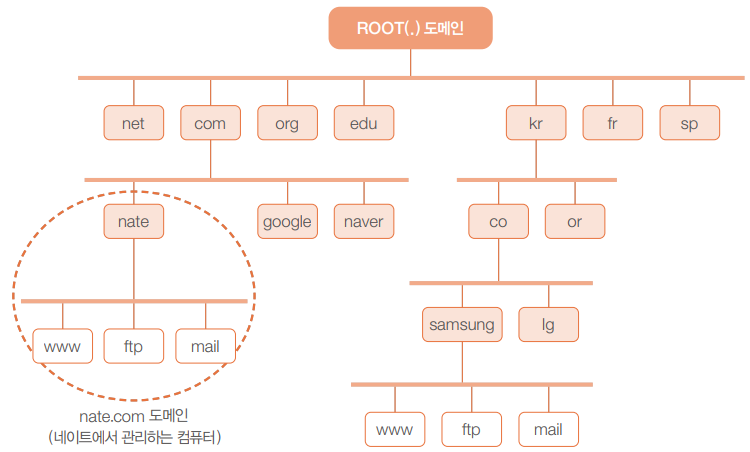 ROOT(.) 도메인
net com org edu kr fr sp
nate google naver co or
samsung lg
www ftp mail
www ftp mail
nate.com 도메인
(네이트에서 관리하는 컴퓨터)